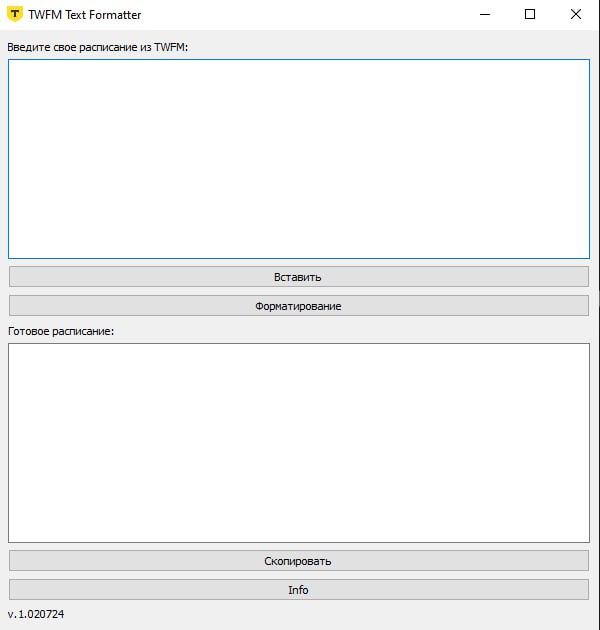 T TWFM Text Formatter
Введите свое расписание из TWFM:
Вставить
Форматирование
Готовое расписание:
Скопировать
Info
v.1.020724